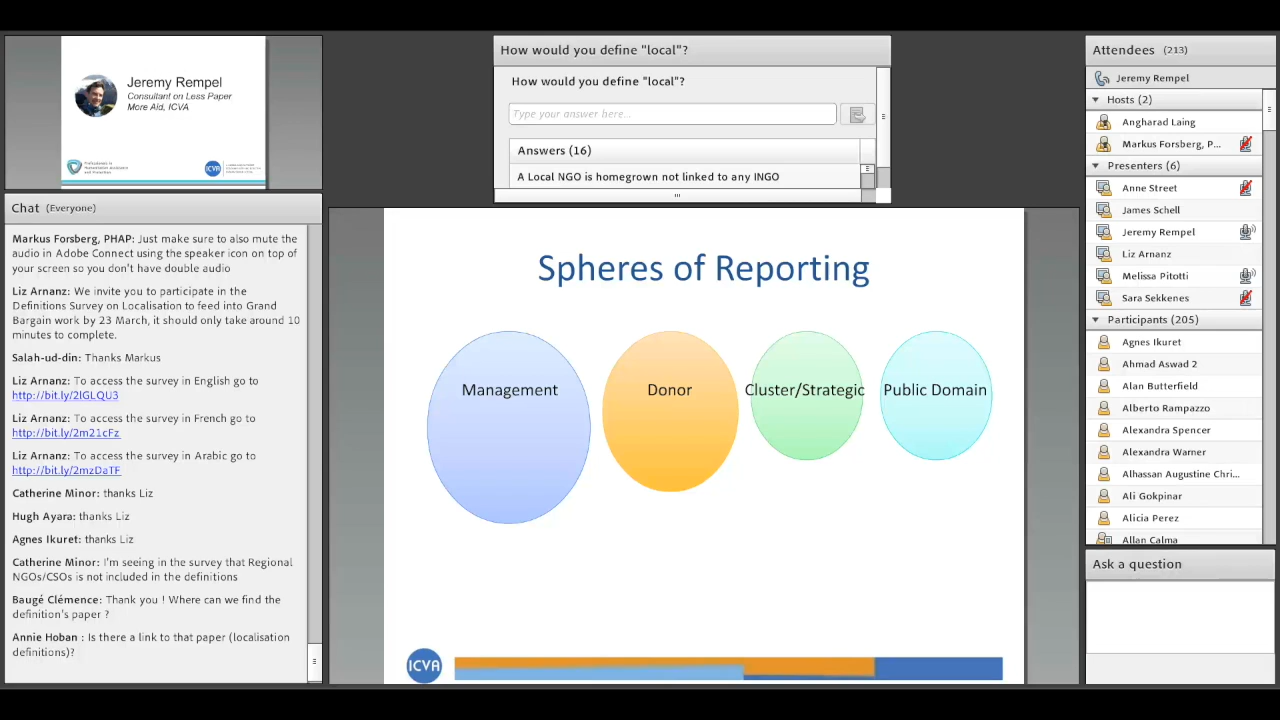 Jeremy Rempel
Consultant on Less Paper
More Aid, ICVA
ICVA
Chat (Everyone)
Markus Forsberg, PHAP: Just make sure to also mute the
audio in Adobe Connect using the speaker icon on top of
your screen so you don't have double audio
Liz Arnanz: We invite you to participate in the
Definitions Survey on Localisation to feed into Grand
Bargain work by 23 March, it should only take around 10
minutes to complete.
Salah-ud-din: Thanks Markus
Liz Arnanz: To access the survey in English go to
http://bit.ly/2lGLQU3
Liz Arnanz: To access the survey in French go to
http://bit.ly/2m21cFz
Liz Arnanz: To access the survey in Arabic go to
http://bit.ly/2mzDaTF
Catherine Minor: thanks Liz
Hugh Ayara: thanks Liz
Agnes Ikuret: thanks Liz
Catherine Minor: I'm seeing in the survey that Regional
NGOs/CSOs is not included in the definitions
Baugé Clémence: Thank you ! Where can we find the
definition's paper ?
Annie Hoban : Is there a link to that paper (localisation
definitions)?
How would you define "local"?
How would you define "local"?
Type your answer here..
Answers (16)
A Local NGO is homegrown not linked to any INGO
Spheres of Reporting
Management
Donor
Cluster/Strategic
Public Domain
ICVA
Attendees (213)
Jeremy Rempel
Hosts (2)
Angharad Laing
Markus Forsberg, P...
Presenters (6)
Anne Street
James Schell
Jeremy Rempel
Liz Arnanz
Melissa Pitotti
Sara Sekkenes
Participants (205)
Agnes Ikuret
Ahmad Aswad 2
Alan Butterfield
Alberto Rampazzo
Alexandra Spencer
Alexandra Warner
Alhassan Augustine Chri...
Ali Gokpinar
Alicia Perez
Allan Calma
Ask a question